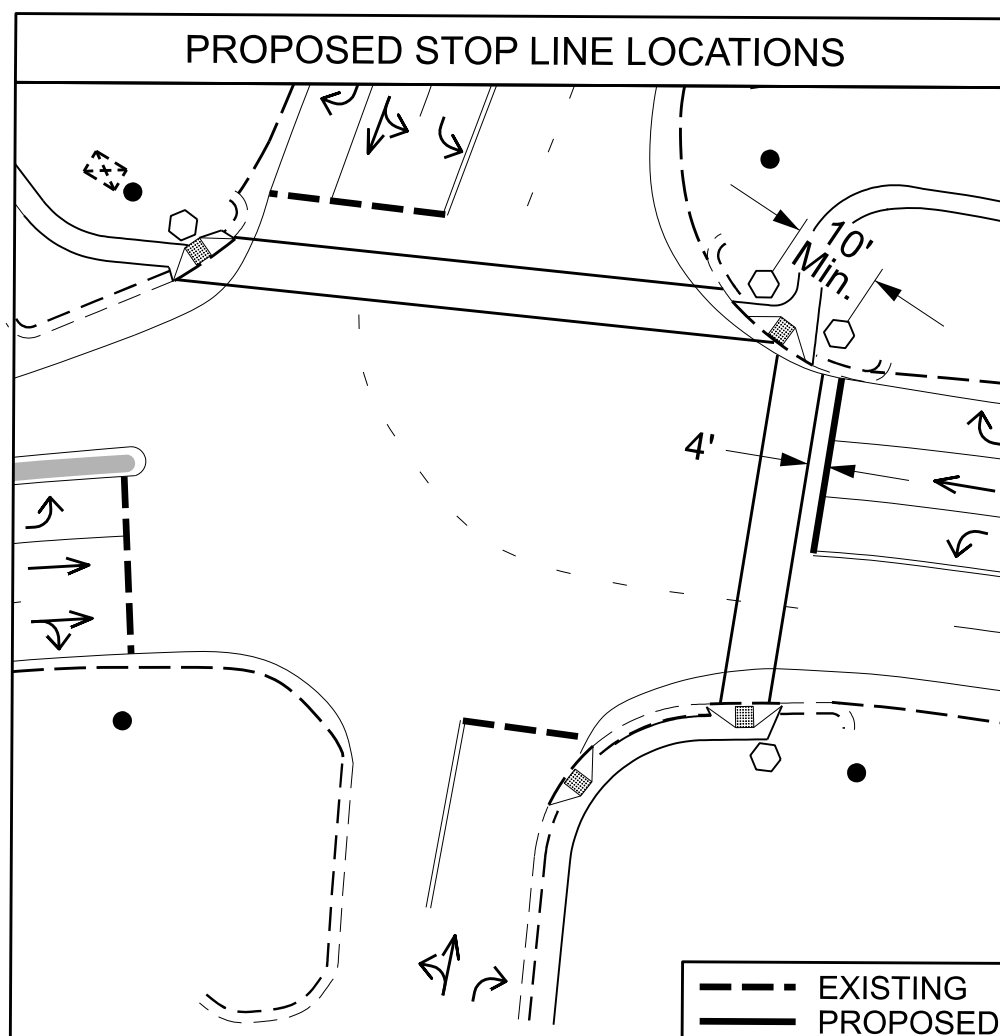 PROPOSED STOP LINE LOCATIONS
10'
Min.
4'
EXISTING
PROPOSED